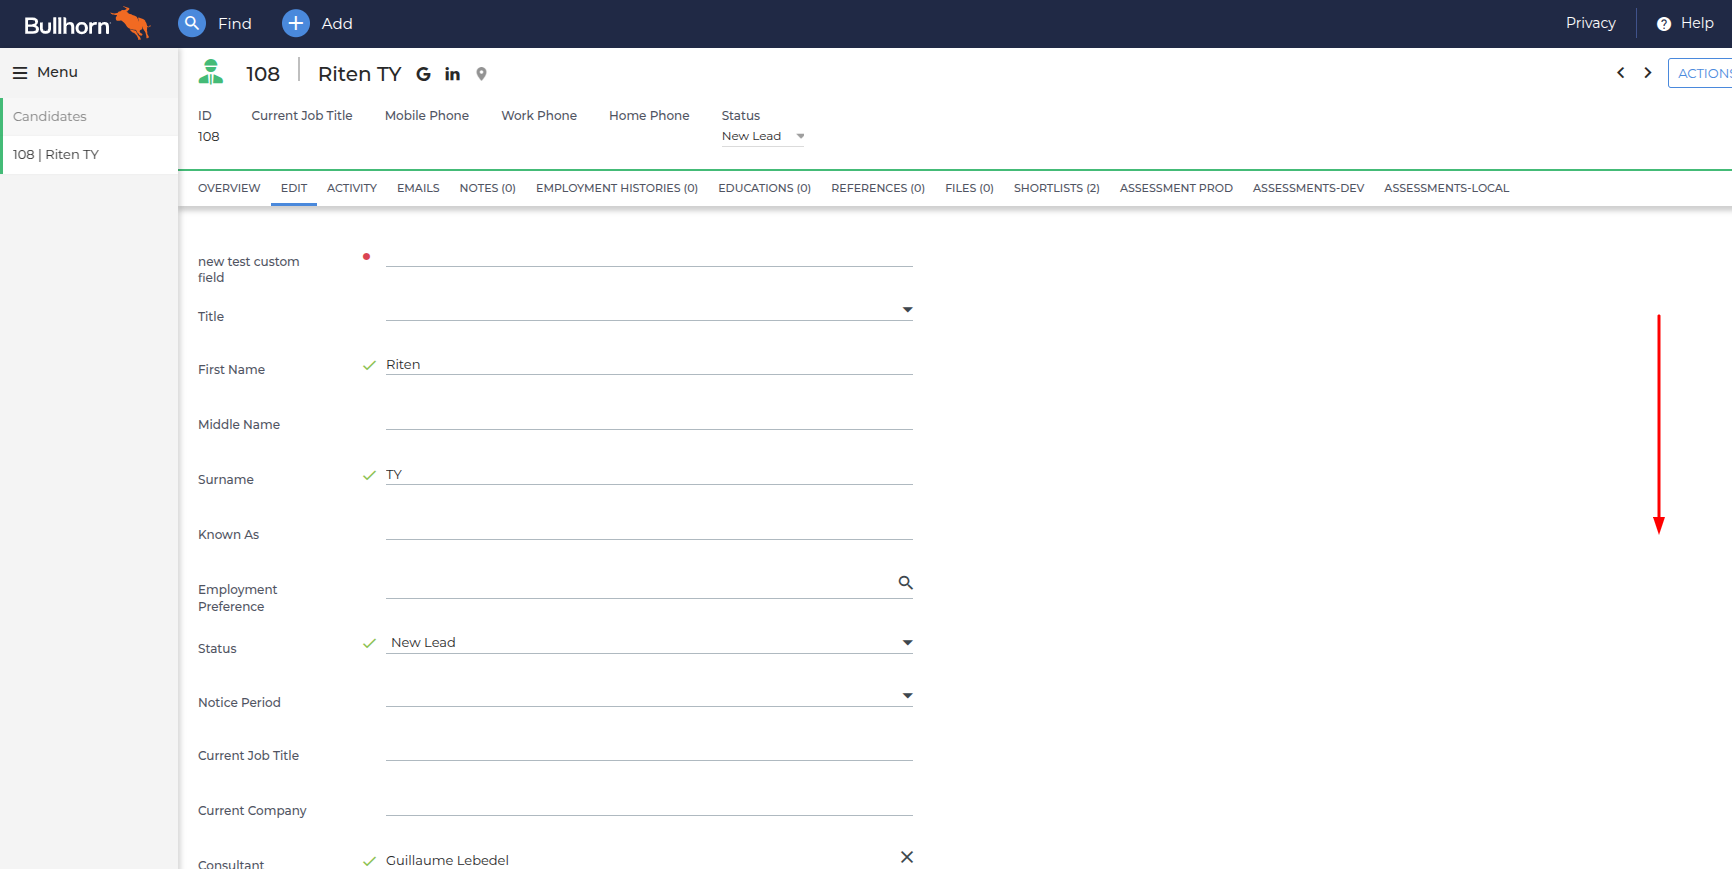 Bullhorn Find Add Privacy Help
Menu
Candidates
108 | Riten TY
108 Riten TY
ACTIONS
ID Current Job Title Mobile Phone Work Phone Home Phone Status
108 New Lead
OVERVIEW EDIT ACTIVITY EMAILS NOTES (0) EMPLOYMENT HISTORIES (0) EDUCATIONS (0) REFERENCES (0) FILES (0) SHORTLISTS (2) ASSESSMENT PROD ASSESSMENTS-DEV ASSESSMENTS-LOCAL
new test custom
field
Title
First Name Riten
Middle Name
Surname TY
Known As
Employment
Preference
Status New Lead
Notice Period
Current Job Title
Current Company
Consultant Guillaume Lebedel